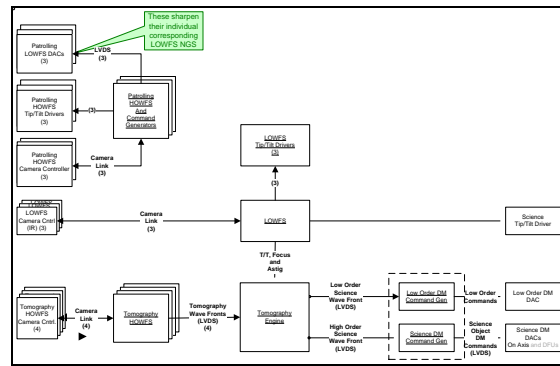 These sharpen
their individual
corresponding
LOWFS NGS
Patrolling
LOWFS DACs
(3)
LVDS
(3)
Patrolling
HOWFS
Tip/Tilt Drivers
(3)
(3)
Patrolling
HOWFS
And
Command
Generators
Patrolling
HOWFS
Camera Controller
(3)
Camera
Link
(3)
LOWFS
Tip/Tilt Drivers
(3)
(3)
LOWFS
Camera Cntrl
(IR) (3)
Camera
Link
(3)
LOWFS
Science
Tip/Tilt Driver
T/T, Focus
and
Astig
Tomography
HOWFS
Camera Cntrl.
(4)
Camera
Link
(4)
Tomography
HOWFS
Tomography
Wave Fronts
(LVDS)
(4)
Tomography
Engine
Low Order
Science
Wave Front
(LVDS)
Low Order DM
Command Gen
Low Order
Commands
Low Order DM
DAC
High Order
Science Wave
Front
(LVDS)
Science DM
Command Gen
Science
Object
DM
Commands
(LVDS)
Science DM
DACs
On Axis and DFUs